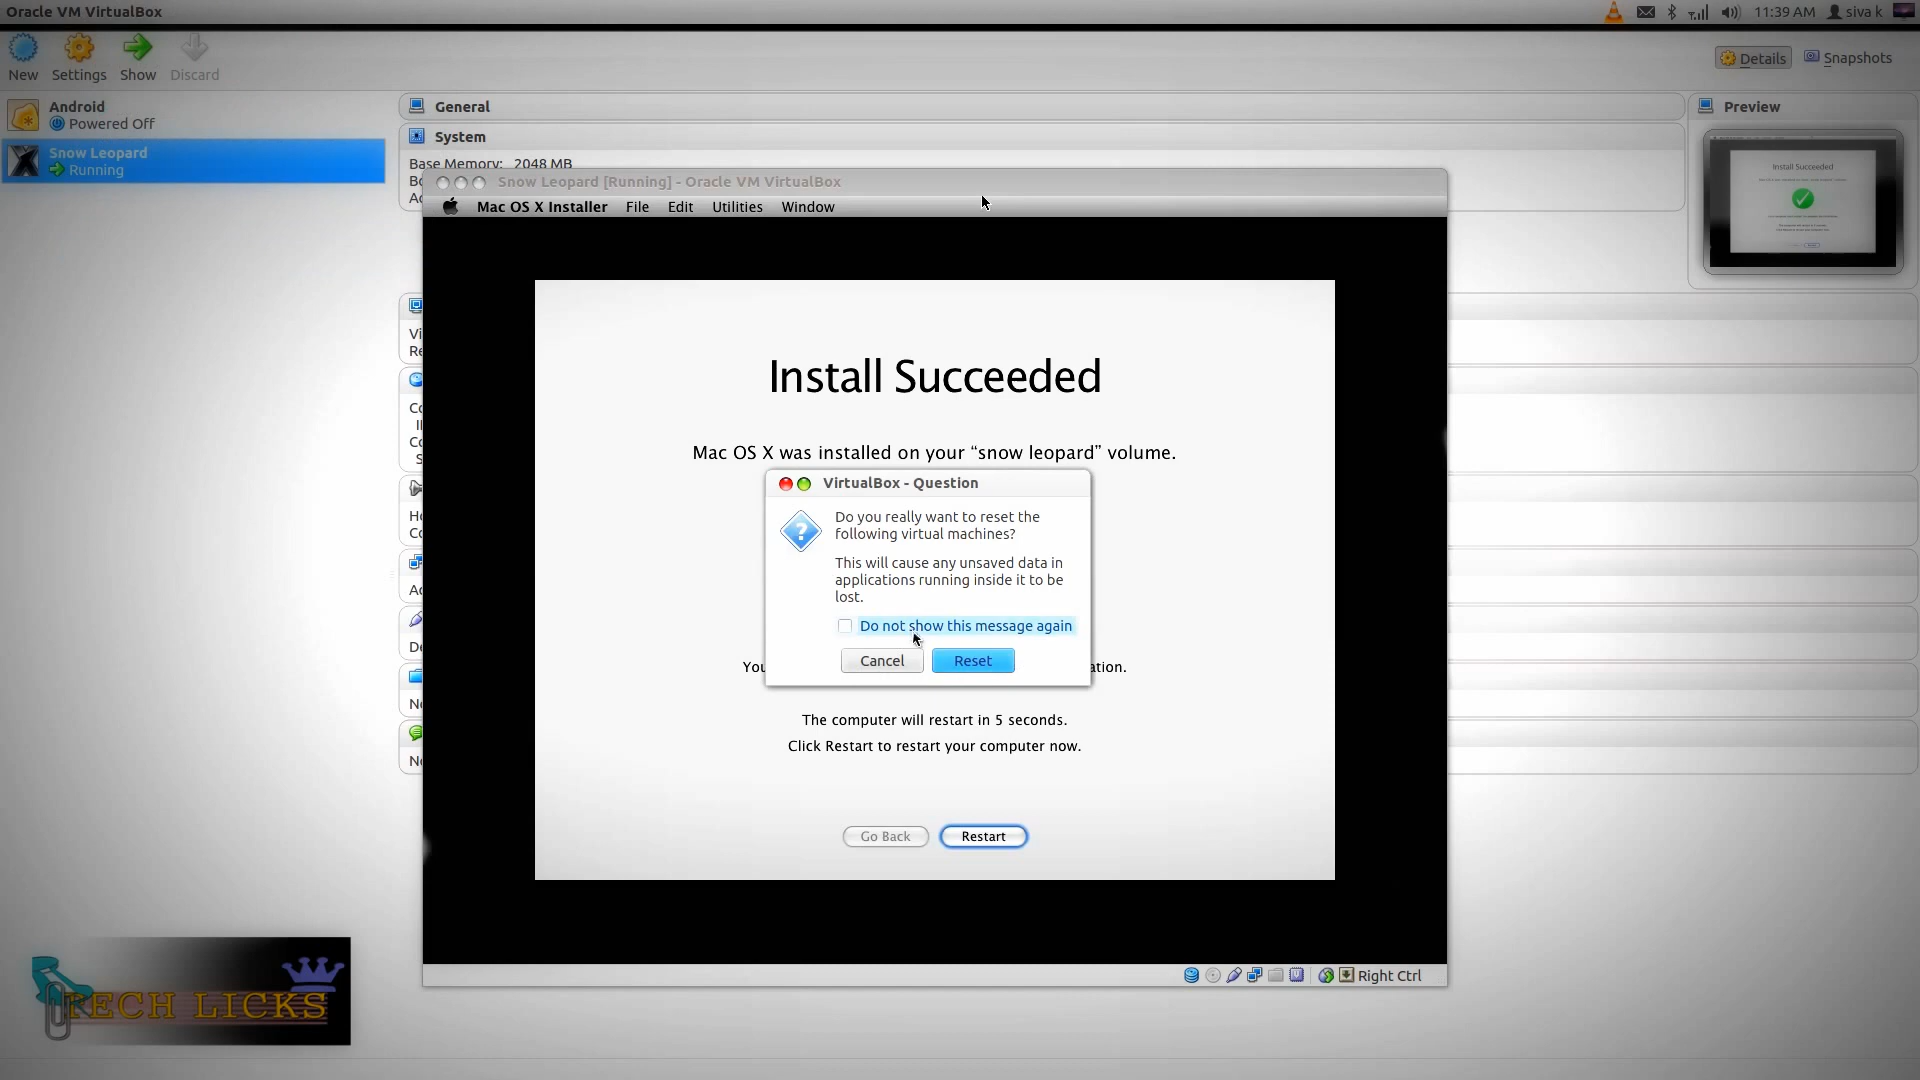 Oracle VM VirtualBox
11:39 AM siva k
New Settings Show Discard
Details Snapshots
Android
Powered Off
Snow Leopard
Running
General
System
Base Memory: 2048 MB
Preview
Install Succeeded
Snow Leopard [Running] - Oracle VM VirtualBox
Mac OS X Installer File Edit Utilities Window
Install Succeeded
Mac OS X was installed on your “snow leopard” volume.
VirtualBox - Question
Do you really want to reset the
following virtual machines?
This will cause any unsaved data in
applications running inside it to be
lost.
Do not show this message again
Cancel Reset
The computer will restart in 5 seconds.
Click Restart to restart your computer now.
Go Back Restart
Right Ctrl
TECH LICKS